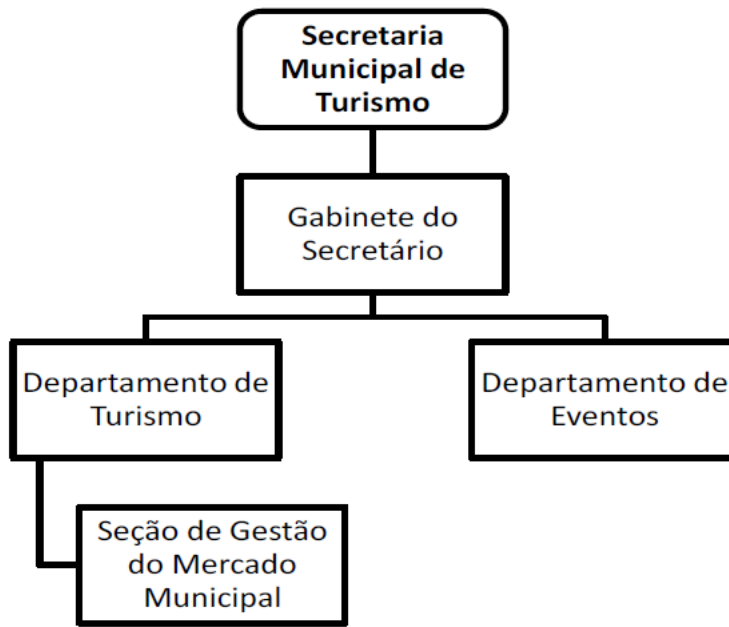 Secretaria
Municipal de
Turismo
Gabinete do
Secretário
Departamento de
Turismo
Departamento de
Eventos
Seção de Gestão
do Mercado
Municipal